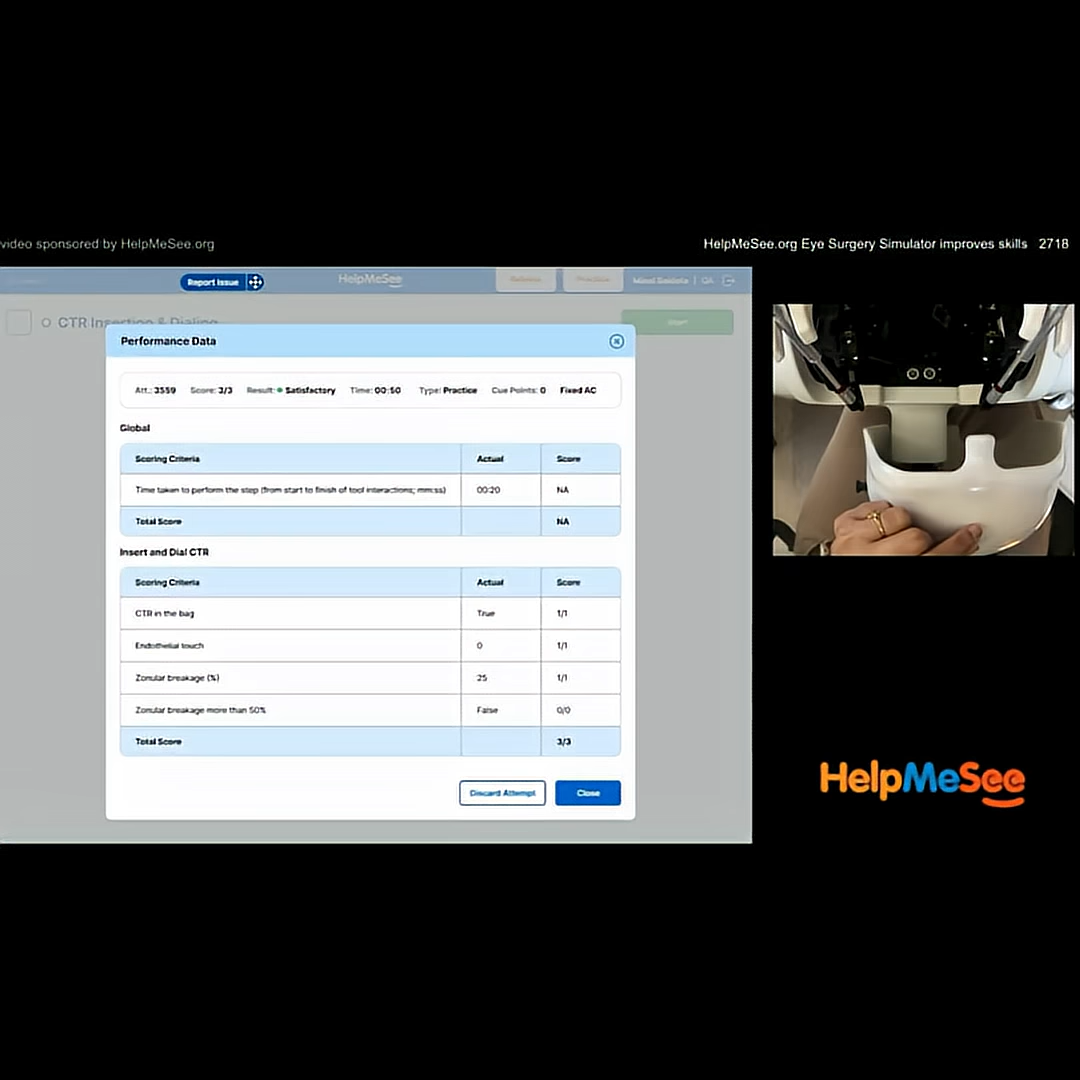 video sponsored by HelpMeSee.org
HelpMeSee.org Eye Surgery Simulator improves skills 2718
Report Issue
HelpMeSee
QA
CTR Insertion & Dialing
Start
Performance Data
Att.: 3559 Score: 3/3 Result: Satisfactory Time: 00:50 Type: Practice Cue Points: 0 Fixed AC
Global
Scoring Criteria Actual Score
Time taken to perform the step (from start to finish of tool interactions; mm:ss) 00:20 NA
Total Score NA
Insert and Dial CTR
Scoring Criteria Actual Score
CTR in the bag True 1/1
Endothelial touch 0 1/1
Zonular breakage (%) 25 1/1
Zonular breakage more than 50% False 0/0
Total Score 3/3
Discard Attempt Close
HelpMeSee